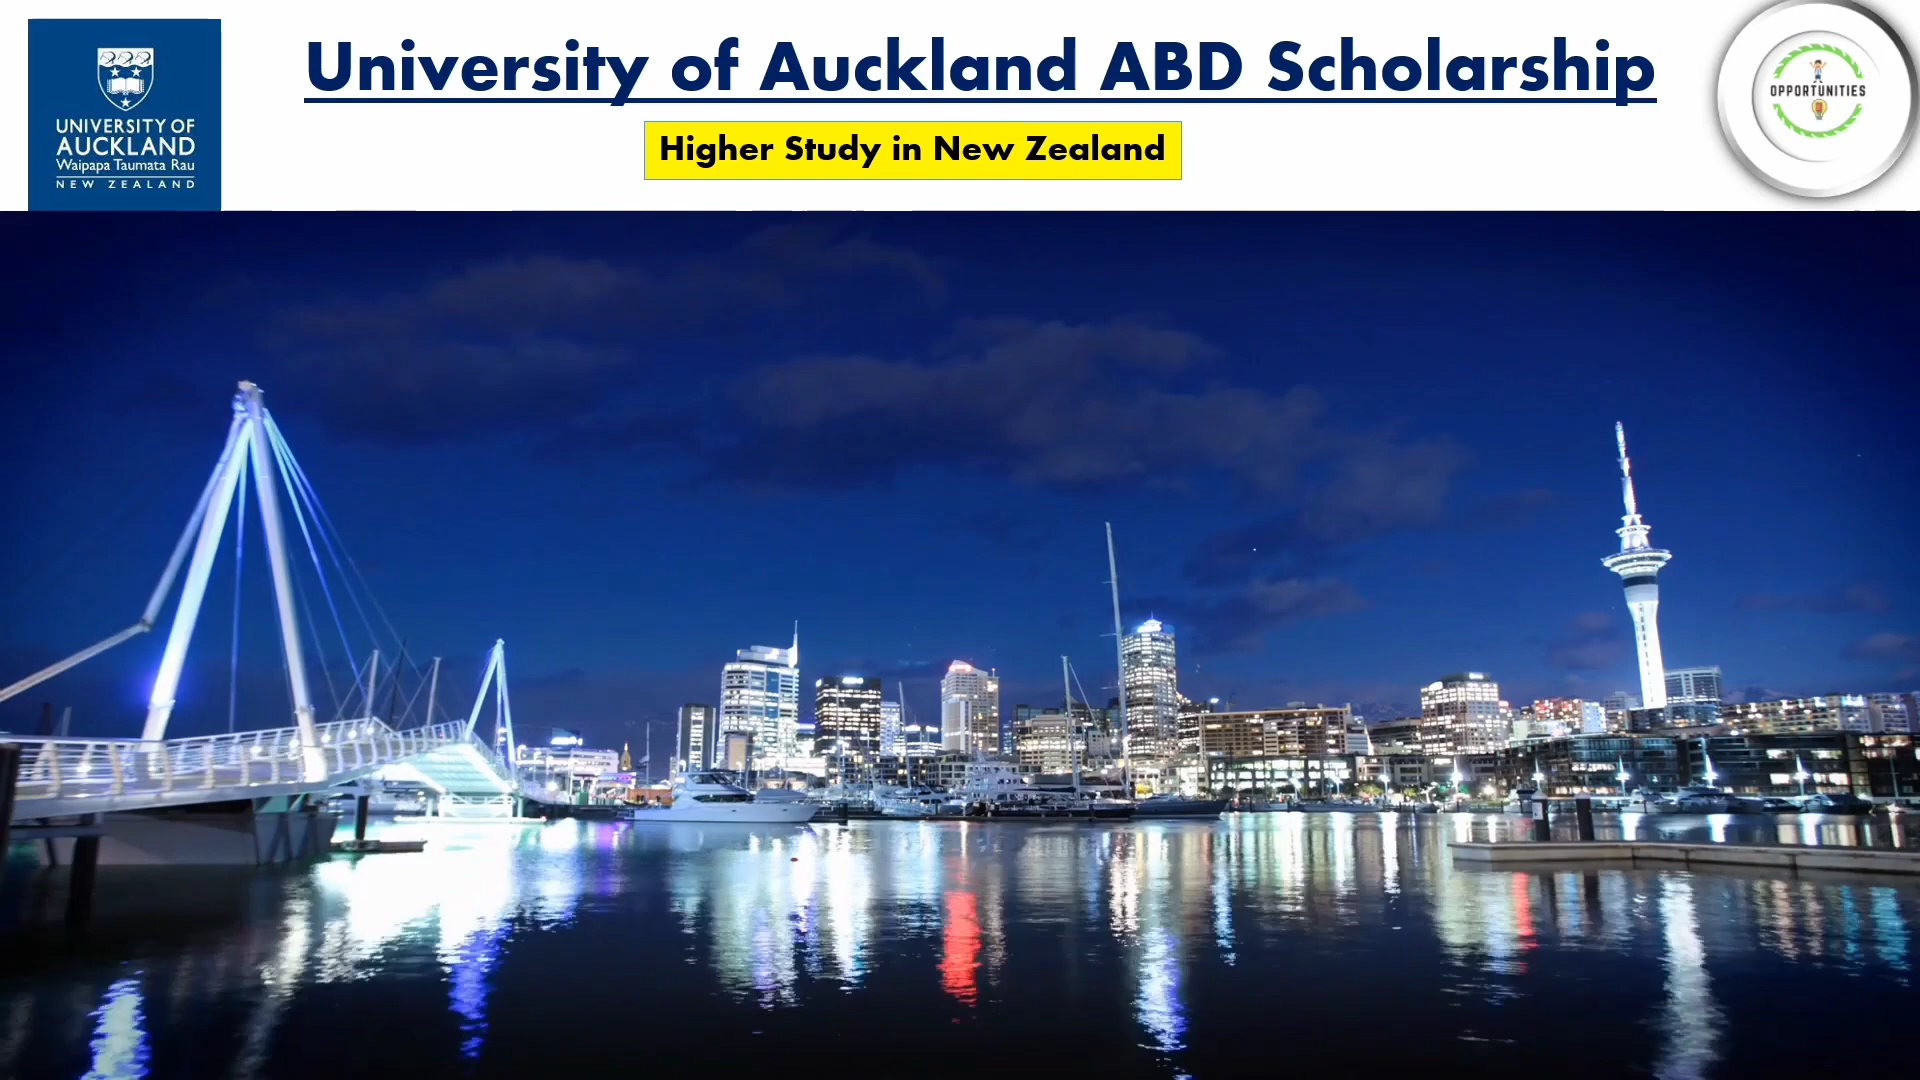 University of Auckland ABD Scholarship
Higher Study in New Zealand
UNIVERSITY OF
AUCKLAND
Waipapa Taumata Rau
NEW ZEALAND
OPPORTUNITIES